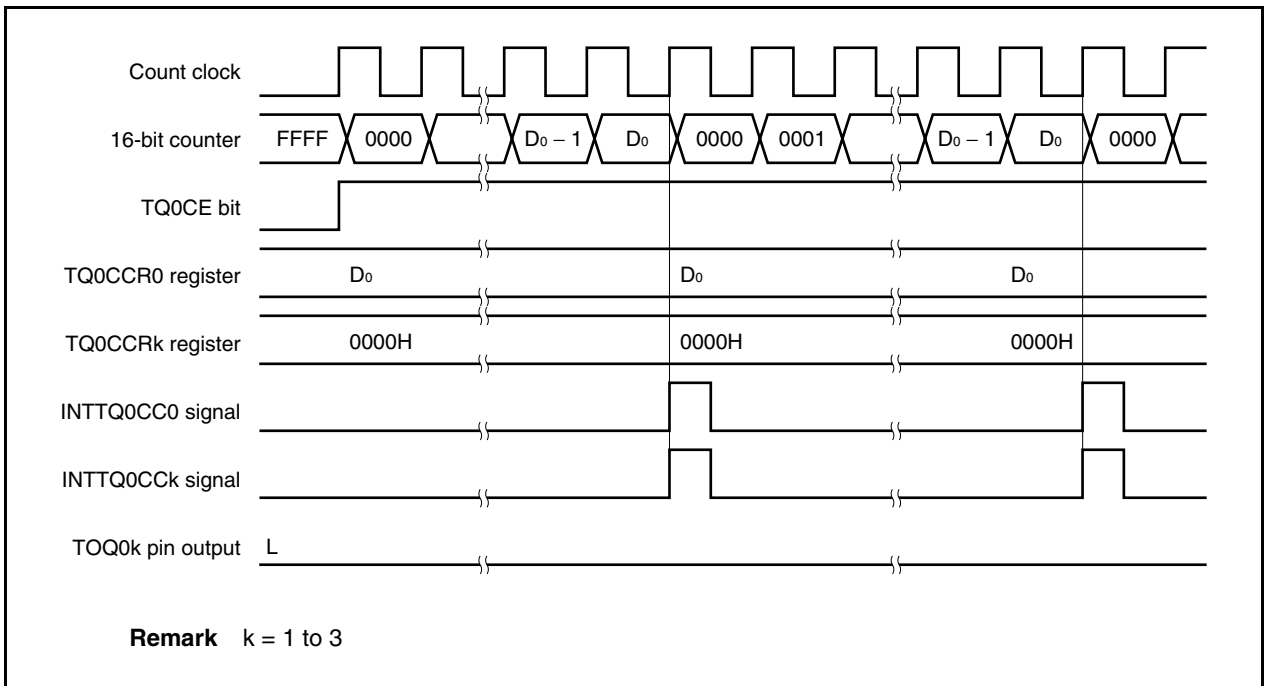 Count clock
16-bit counter FFFF 0000 D₀ − 1 D₀ 0000 0001 D₀ − 1 D₀ 0000
TQ0CE bit
TQ0CCR0 register D₀ D₀ D₀
TQ0CCRk register 0000H 0000H 0000H
INTTQ0CC0 signal
INTTQ0CCk signal
TOQ0k pin output L
Remark k = 1 to 3